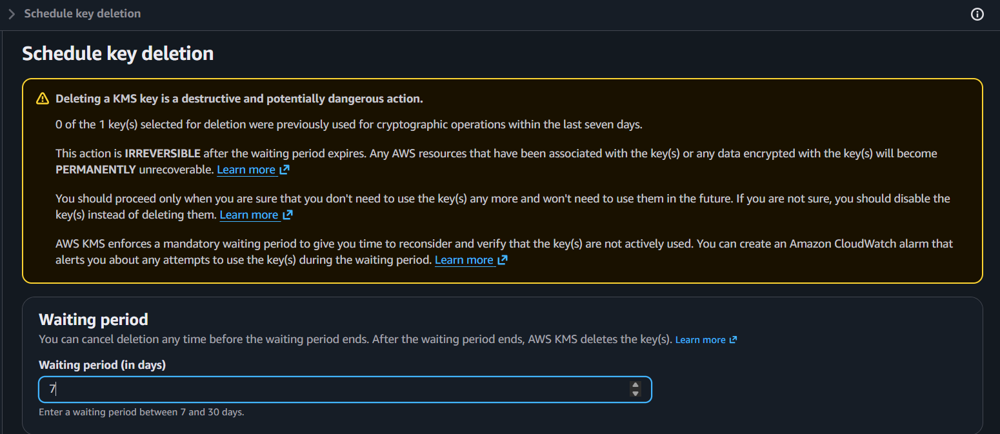 Schedule key deletion
Schedule key deletion
Deleting a KMS key is a destructive and potentially dangerous action.
0 of the 1 key(s) selected for deletion were previously used for cryptographic operations within the last seven days.
This action is IRREVERSIBLE after the waiting period expires. Any AWS resources that have been associated with the key(s) or any data encrypted with the key(s) will become
PERMANENTLY unrecoverable. Learn more
You should proceed only when you are sure that you don't need to use the key(s) any more and won't need to use them in the future. If you are not sure, you should disable the
key(s) instead of deleting them. Learn more
AWS KMS enforces a mandatory waiting period to give you time to reconsider and verify that the key(s) are not actively used. You can create an Amazon CloudWatch alarm that
alerts you about any attempts to use the key(s) during the waiting period. Learn more
Waiting period
You can cancel deletion any time before the waiting period ends. After the waiting period ends, AWS KMS deletes the key(s). Learn more
Waiting period (in days)
7
Enter a waiting period between 7 and 30 days.